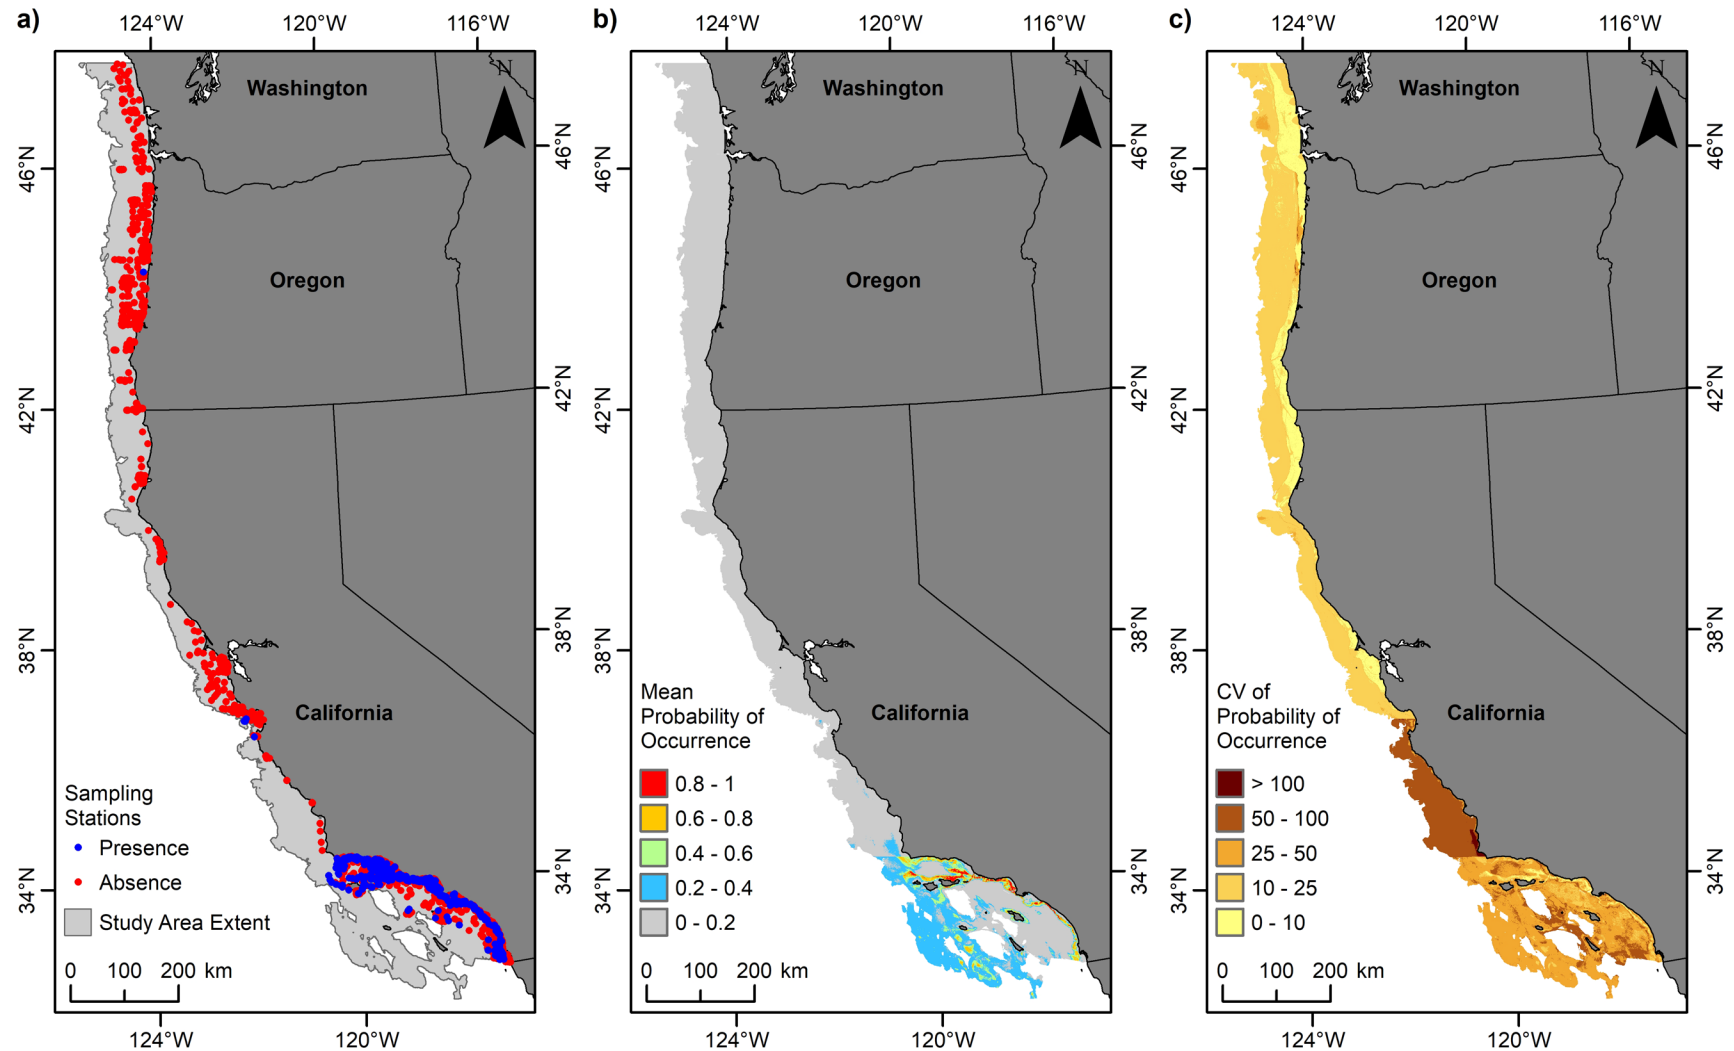 a)
124°W
120°W
116°W
N
Washington
Oregon
California
46°N
42°N
38°N
34°N
46°N
42°N
38°N
34°N
Sampling
Stations
Presence
Absence
Study Area Extent
0 100 200 km
124°W
120°W
b)
124°W
120°W
116°W
N
Washington
Oregon
California
46°N
42°N
38°N
34°N
46°N
42°N
38°N
34°N
Mean
Probability of
Occurrence
0.8 - 1
0.6 - 0.8
0.4 - 0.6
0.2 - 0.4
0 - 0.2
0 100 200 km
124°W
120°W
c)
124°W
120°W
116°W
N
Washington
Oregon
California
46°N
42°N
38°N
34°N
46°N
42°N
38°N
34°N
CV of
Probability of
Occurrence
> 100
50 - 100
25 - 50
10 - 25
0 - 10
0 100 200 km
124°W
120°W